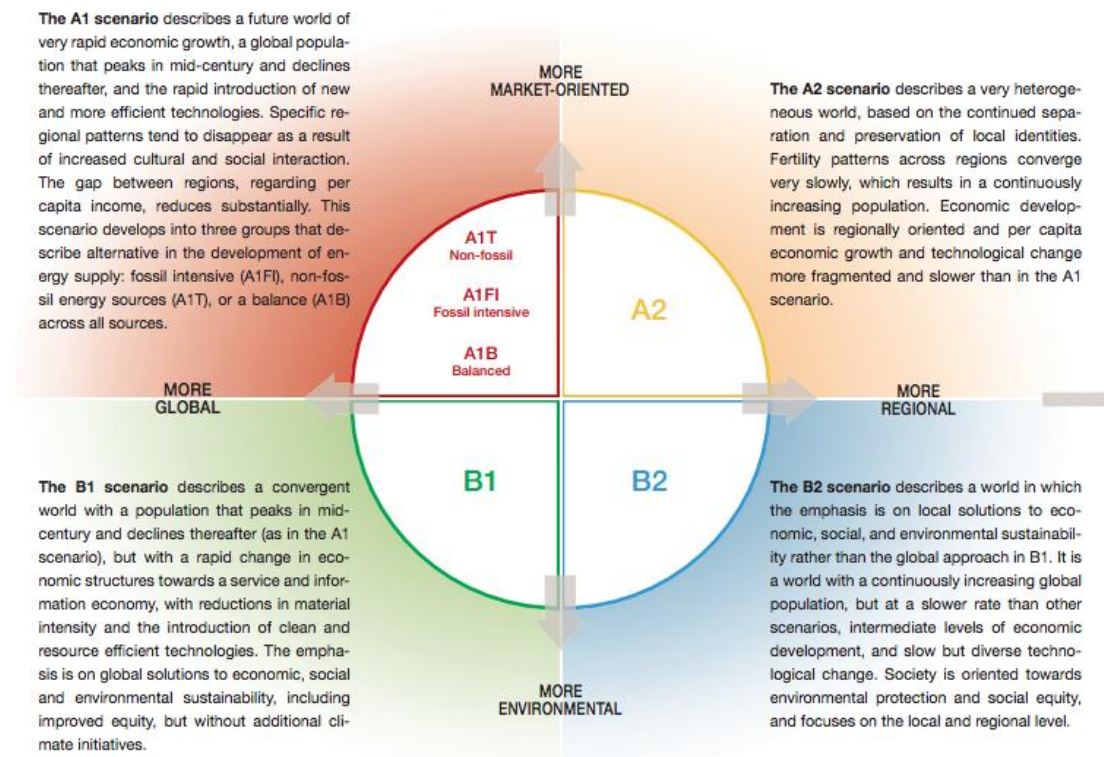 The A1 scenario describes a future world of
very rapid economic growth, a global popula-
tion that peaks in mid-century and declines
thereafter, and the rapid introduction of new
and more efficient technologies. Specific re-
gional patterns tend to disappear as a result
of increased cultural and social interaction.
The gap between regions, regarding per
capita income, reduces substantially. This
scenario develops into three groups that de-
scribe alternative in the development of en-
ergy supply: fossil intensive (A1FI), non-fos-
sil energy sources (A1T), or a balance (A1B)
across all sources.
MORE
MARKET-ORIENTED
The A2 scenario describes a very heteroge-
neous world, based on the continued sepa-
ration and preservation of local identities.
Fertility patterns across regions converge
very slowly, which results in a continuously
increasing population. Economic develop-
ment is regionally oriented and per capita
economic growth and technological change
more fragmented and slower than in the A1
scenario.
A1T
Non-fossil
A1FI
Fossil intensive
A1B
Balanced
A2
MORE
GLOBAL
MORE
REGIONAL
B1
B2
The B1 scenario describes a convergent
world with a population that peaks in mid-
century and declines thereafter (as in the A1
scenario), but with a rapid change in eco-
nomic structures towards a service and infor-
mation economy, with reductions in material
intensity and the introduction of clean and
resource efficient technologies. The empha-
sis is on global solutions to economic, social
and environmental sustainability, including
improved equity, but without additional cli-
mate initiatives.
MORE
ENVIRONMENTAL
The B2 scenario describes a world in which
the emphasis is on local solutions to eco-
nomic, social, and environmental sustainabil-
ity rather than the global approach in B1. It is
a world with a continuously increasing global
population, but at a slower rate than other
scenarios, intermediate levels of economic
development, and slow but diverse techno-
logical change. Society is oriented towards
environmental protection and social equity,
and focuses on the local and regional level.